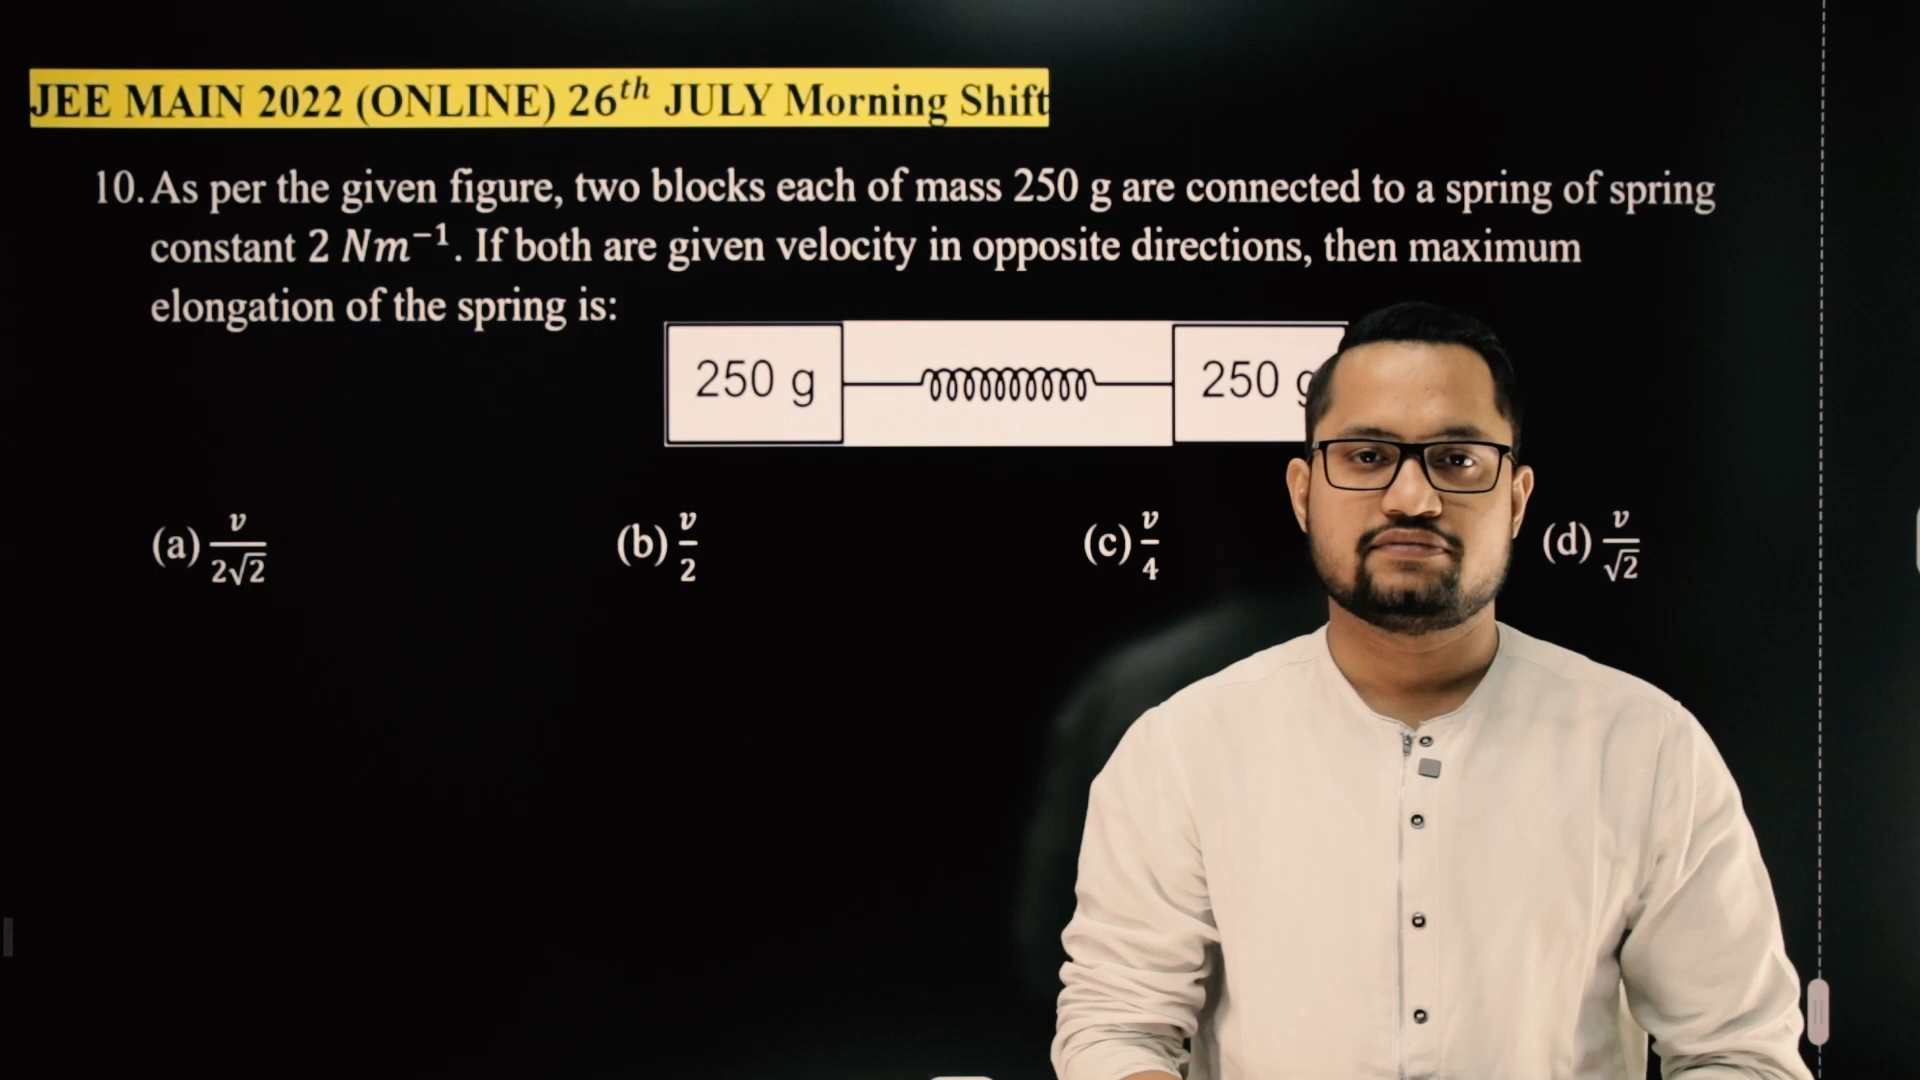 JEE MAIN 2022 (ONLINE) 26th JULY Morning Shift
10. As per the given figure, two blocks each of mass 250 g are connected to a spring of spring
constant 2 Nm⁻¹. If both are given velocity in opposite directions, then maximum
elongation of the spring is:
250 g 250 g
(a) v/2√2 (b) v/2 (c) v/4 (d) v/√2